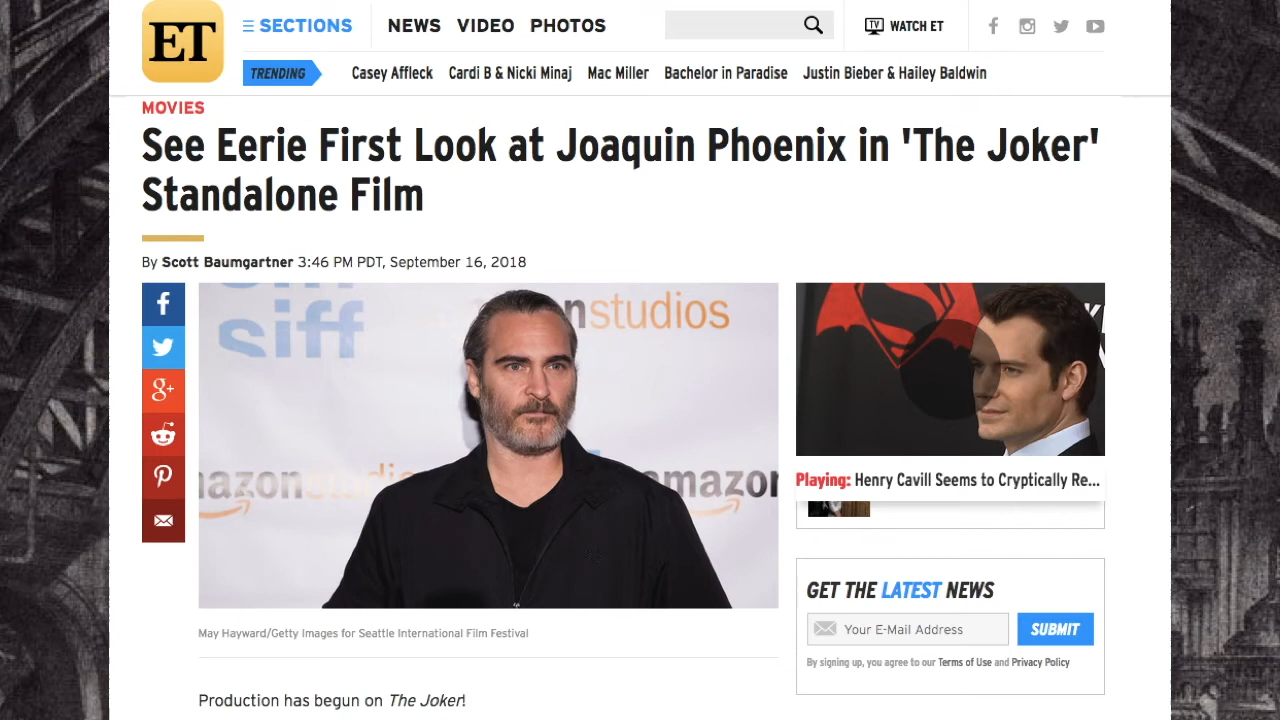 ET
SECTIONS
NEWS VIDEO PHOTOS
TV WATCH ET
TRENDING
Casey Affleck Cardi B & Nicki Minaj Mac Miller Bachelor in Paradise Justin Bieber & Hailey Baldwin
MOVIES
See Eerie First Look at Joaquin Phoenix in 'The Joker'
Standalone Film
By Scott Baumgartner 3:46 PM PDT, September 16, 2018
siff
siff
nstudios
azonstudio
amazon
g+
May Hayward/Getty Images for Seattle International Film Festival
Production has begun on The Joker!
Playing: Henry Cavill Seems to Cryptically Re...
GET THE LATEST NEWS
Your E-Mail Address SUBMIT
By signing up, you agree to our Terms of Use and Privacy Policy